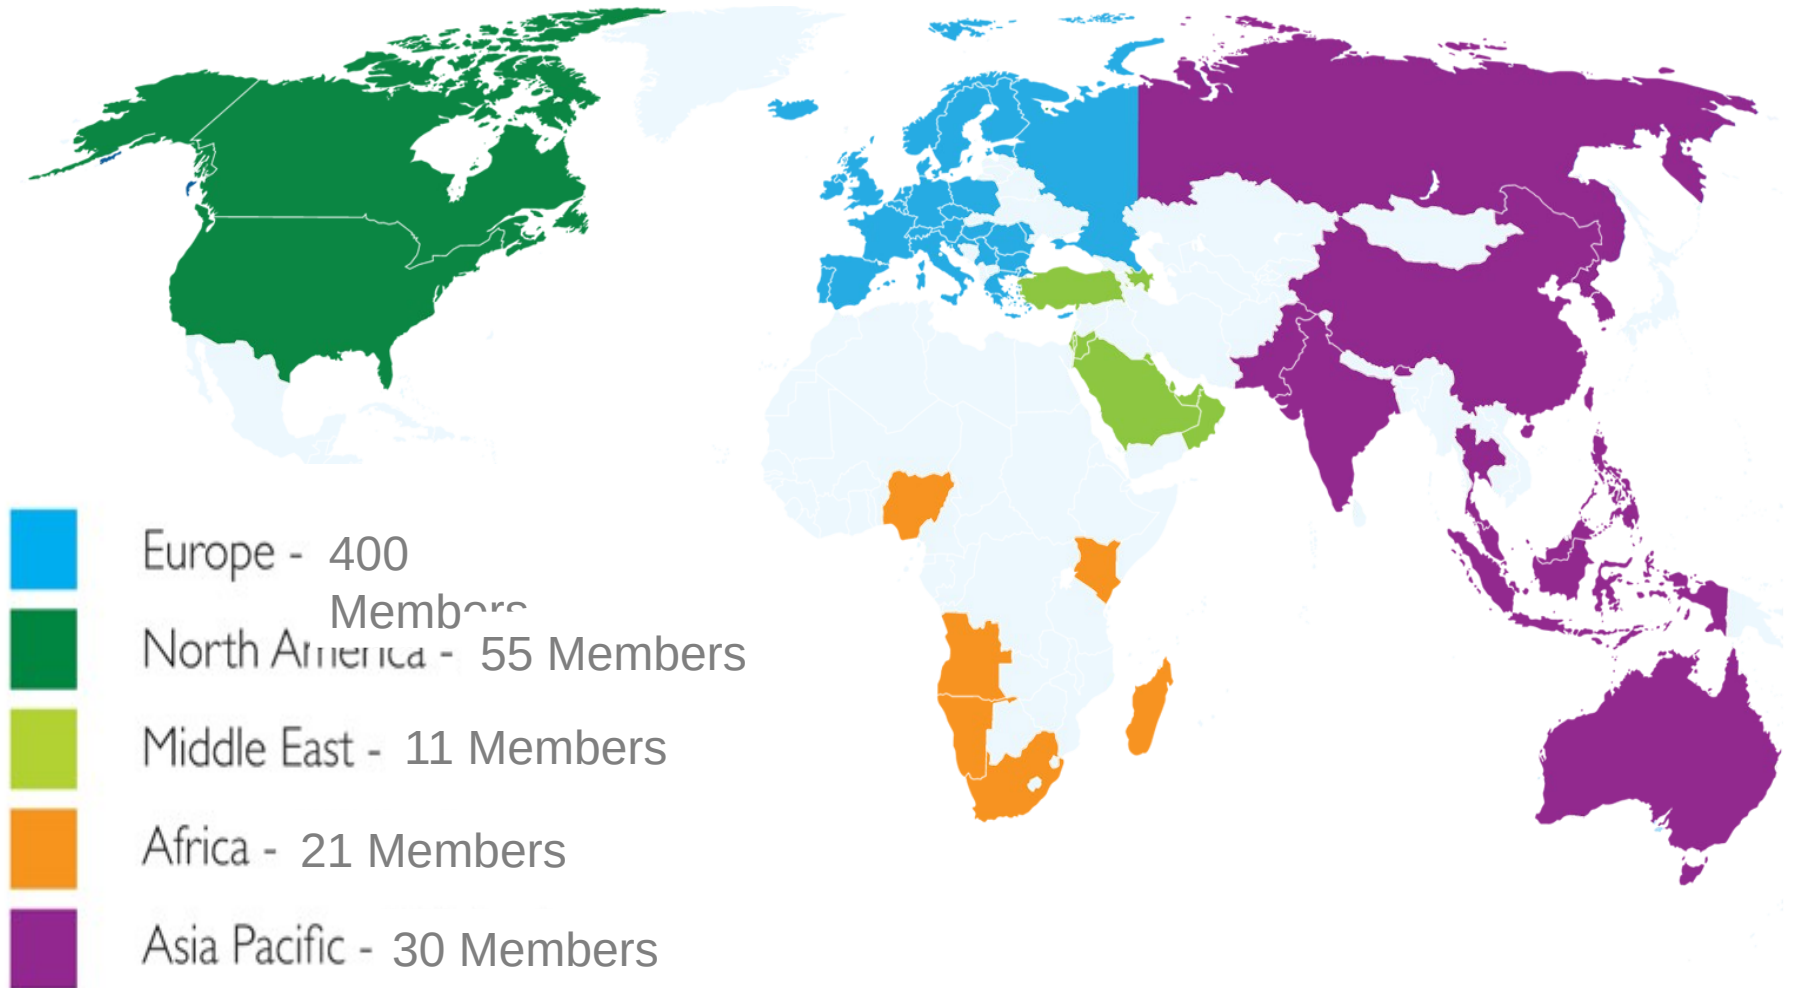 Europe - 400
Members
North America - 55 Members
Middle East - 11 Members
Africa - 21 Members
Asia Pacific - 30 Members